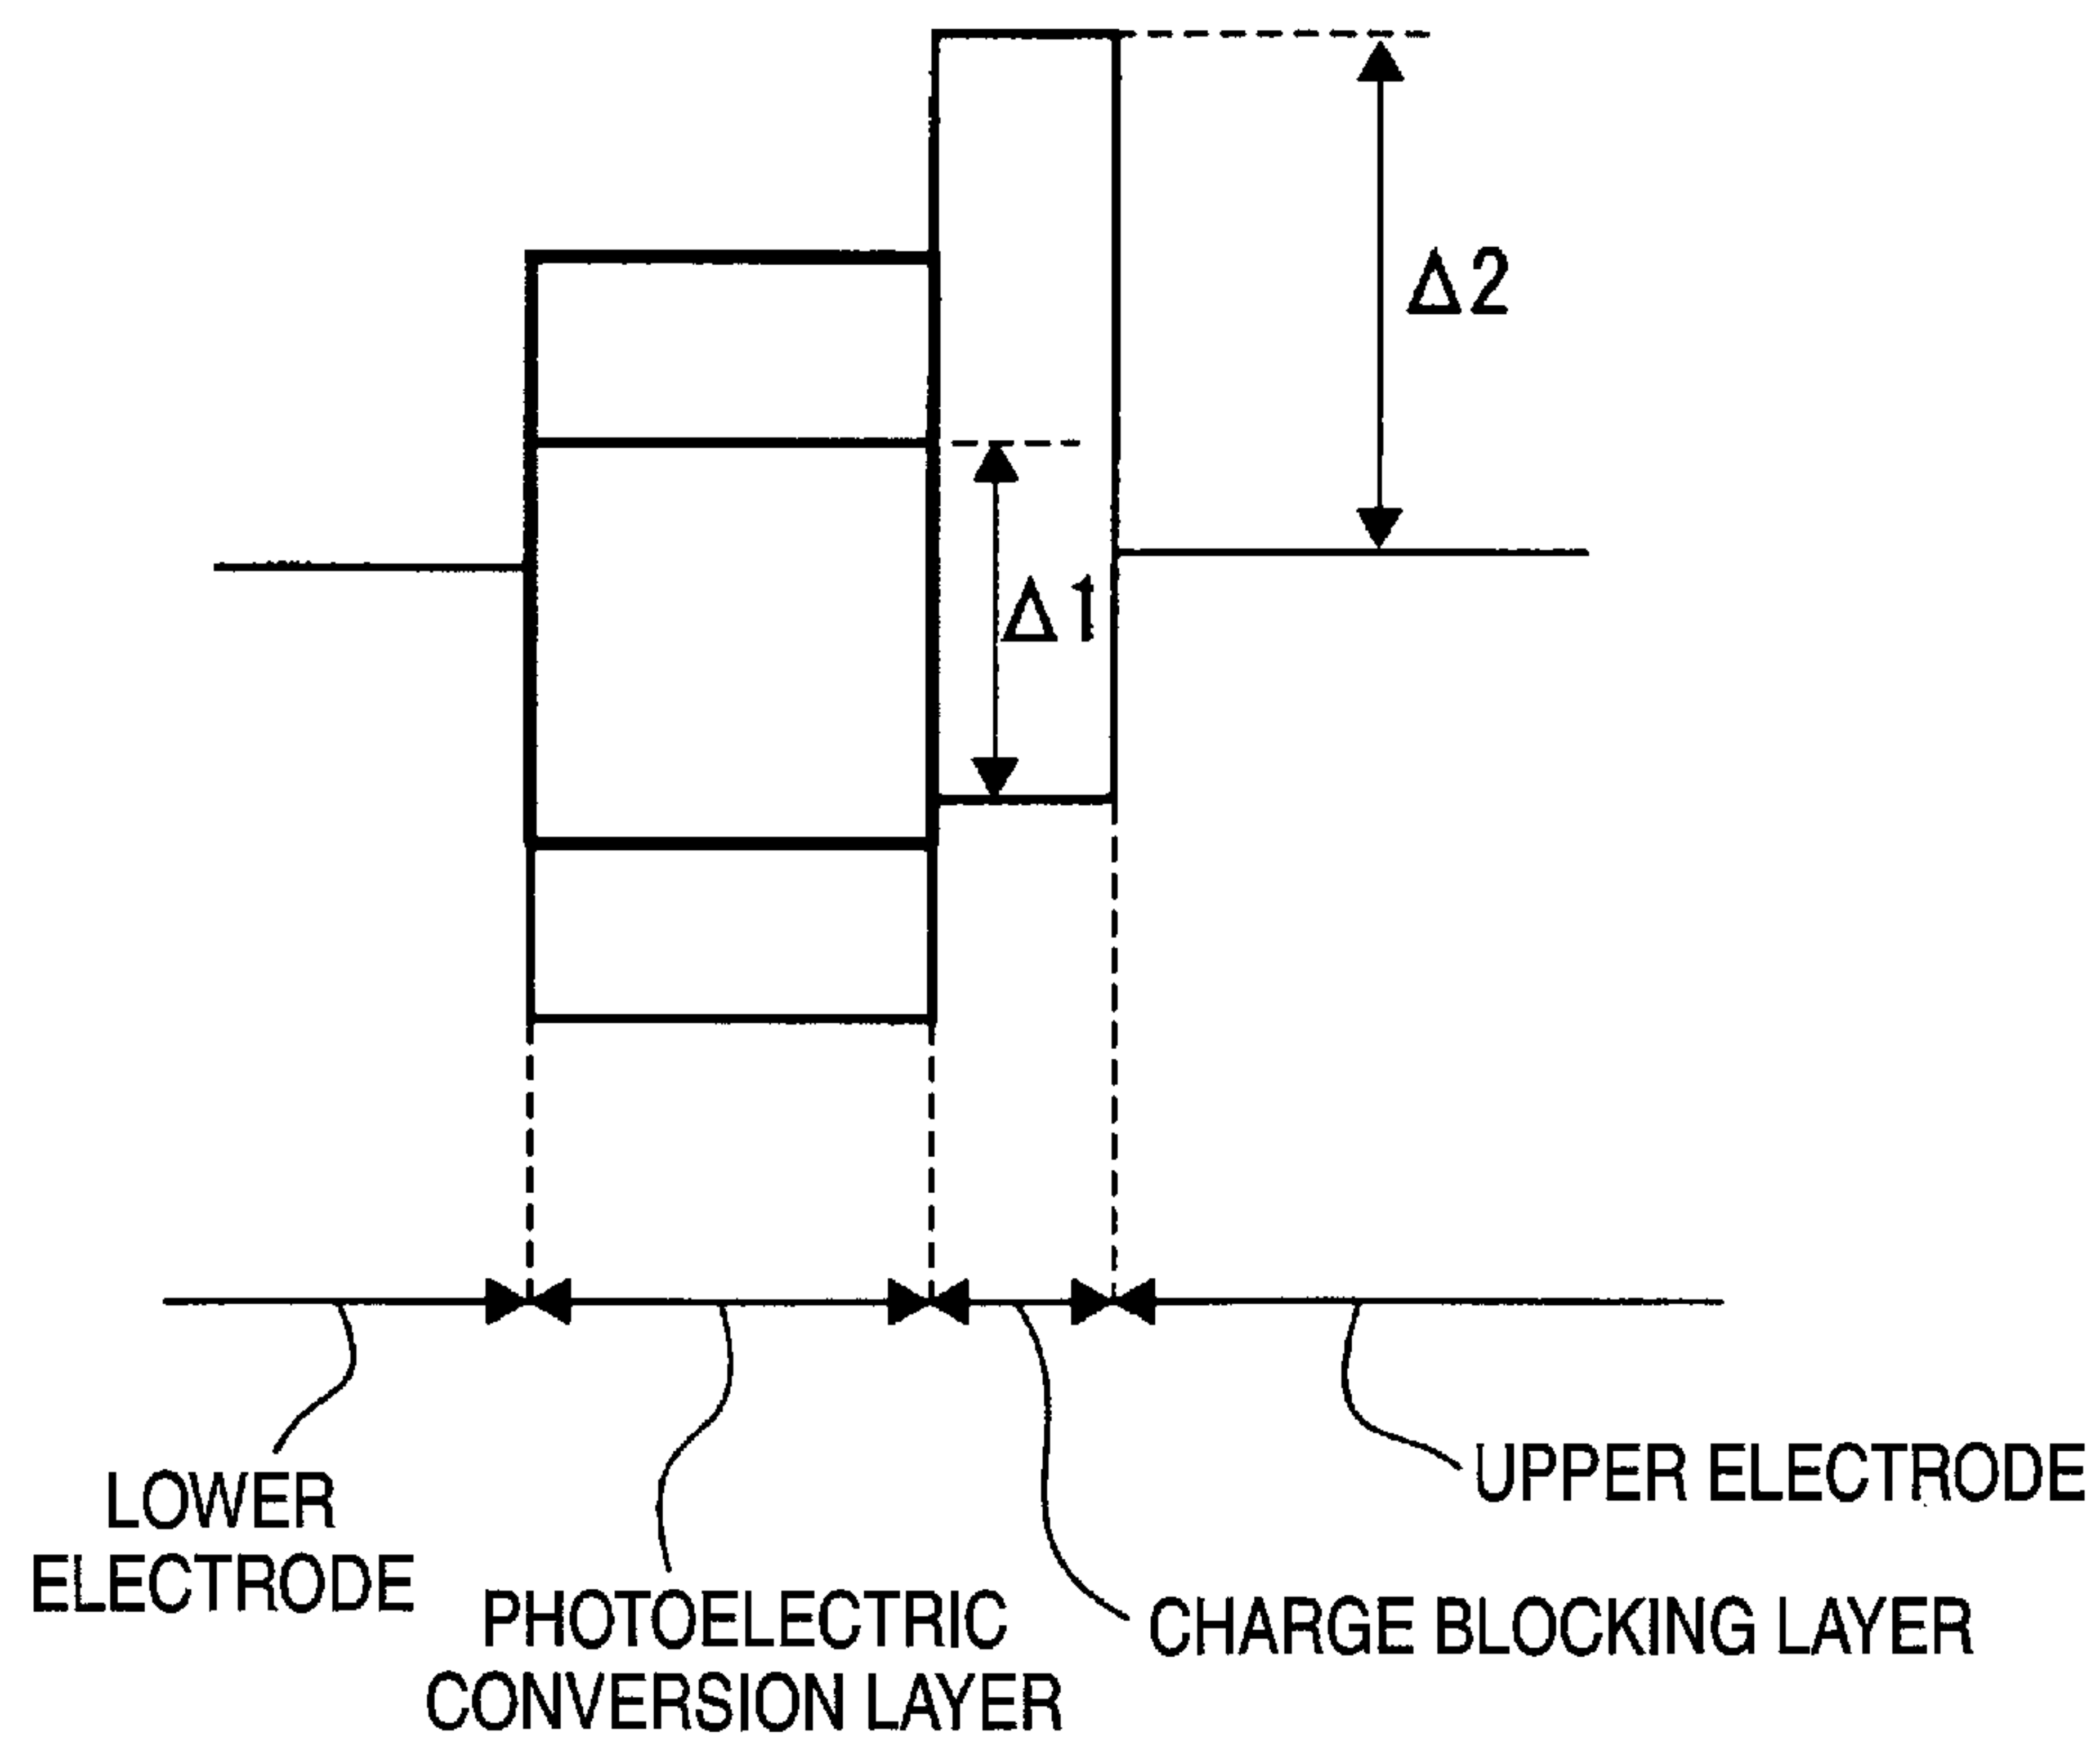 Δ2
Δ1
LOWER
ELECTRODE
PHOTOELECTRIC
CONVERSION LAYER
CHARGE BLOCKING LAYER
UPPER ELECTRODE